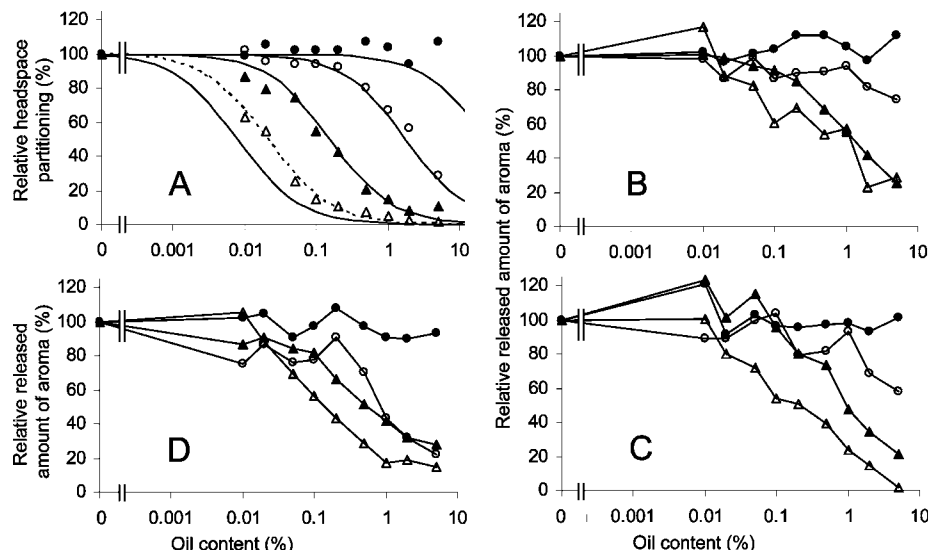 Relative headspace
partitioning (%)
120
100
80
60
40
20
0
A
0 0.001 0.01 0.1 1 10
Relative released amount of aroma (%)
120
100
80
60
40
20
0
B
0 0.001 0.01 0.1 1 10
Relative released
amount of aroma (%)
120
100
80
60
40
20
0
D
0 0.001 0.01 0.1 1 10
Oil content (%)
120
100
80
60
40
20
0
C
0 0.001 0.01 0.1 1 10
Oil content (%)